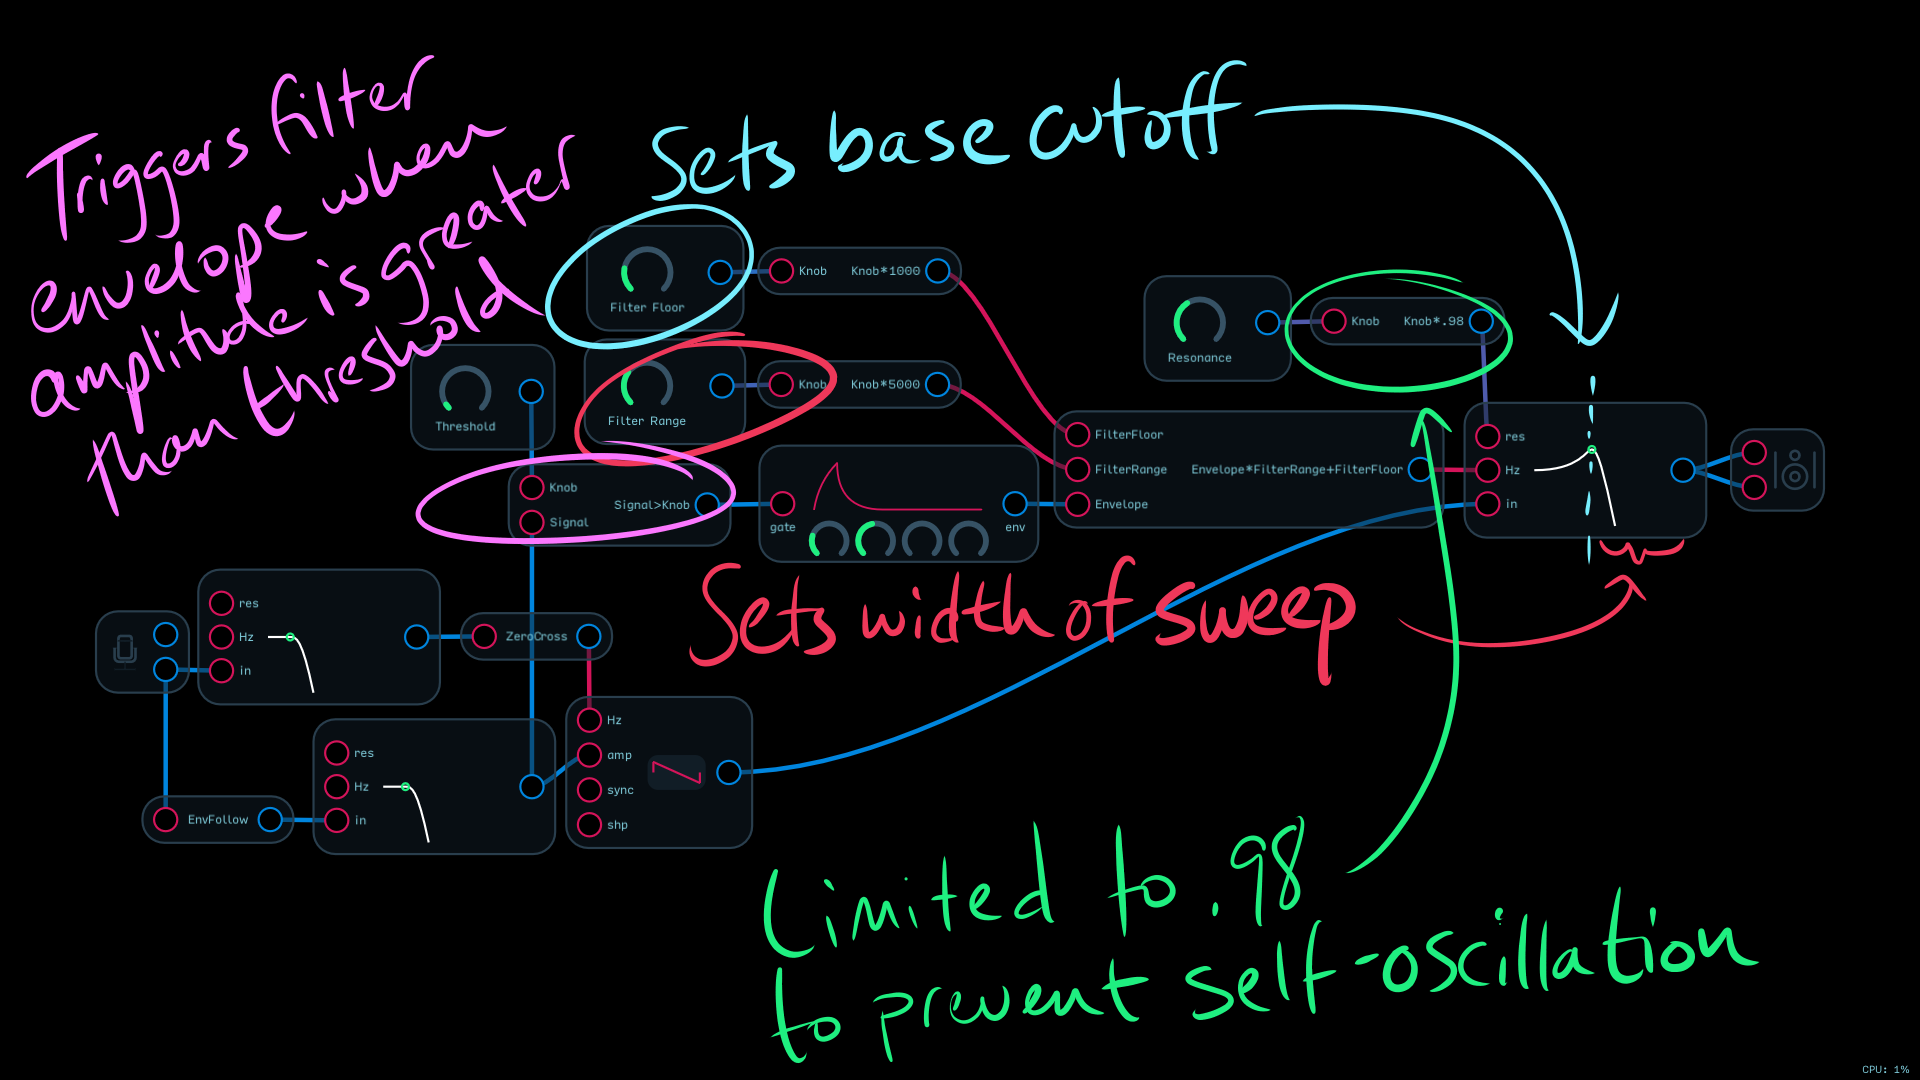 Triggers filter
envelope when
amplitude is greater
than threshold
Sets base cutoff
Filter Floor
Knob Knob*1000
Filter Range
Knob Knob*5000
Threshold
Knob
Signal
Signal>Knob
gate
env
FilterFloor
FilterRange
Envelope
Envelope*FilterRange+FilterFloor
Resonance
Knob Knob*.98
res
Hz
in
Sets width of sweep
res
Hz
in
ZeroCross
EnvFollow
res
Hz
in
Hz
amp
sync
shp
Limited to .98
to prevent self-oscillation
CPU: 1%